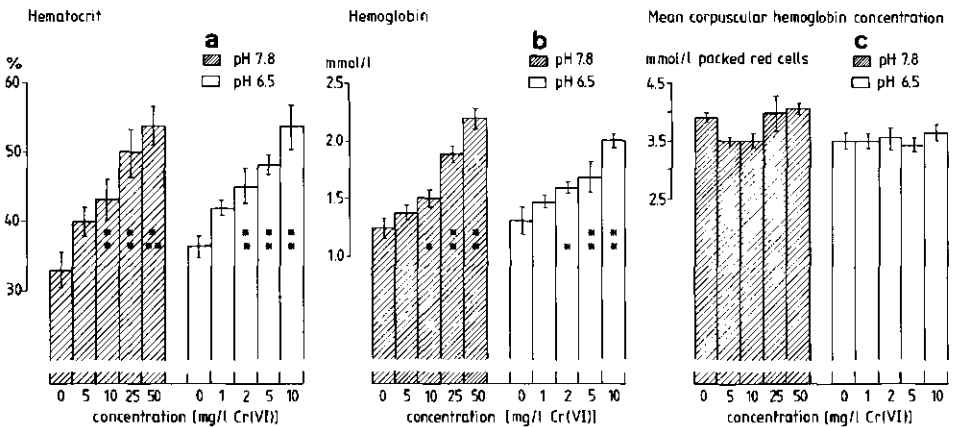 Hematocrit
a
pH 7.8
pH 6.5
%
60
50
40
30
** ** ***
** ** **
0 5 10 25 50
0 1 2 5 10
concentration [mg/l Cr(VI)]
Hemoglobin
b
pH 7.8
pH 6.5
mmol/l
2.5
2.0
1.5
1.0
* ** **
* ** **
0 5 10 25 50
0 1 2 5 10
concentration [mg/l Cr(VI)]
Mean corpuscular hemoglobin concentration
c
pH 7.8
pH 6.5
mmol/l packed red cells
4.5
3.5
2.5
0 5 10 25 50
0 1 2 5 10
concentration [mg/l Cr(VI)]